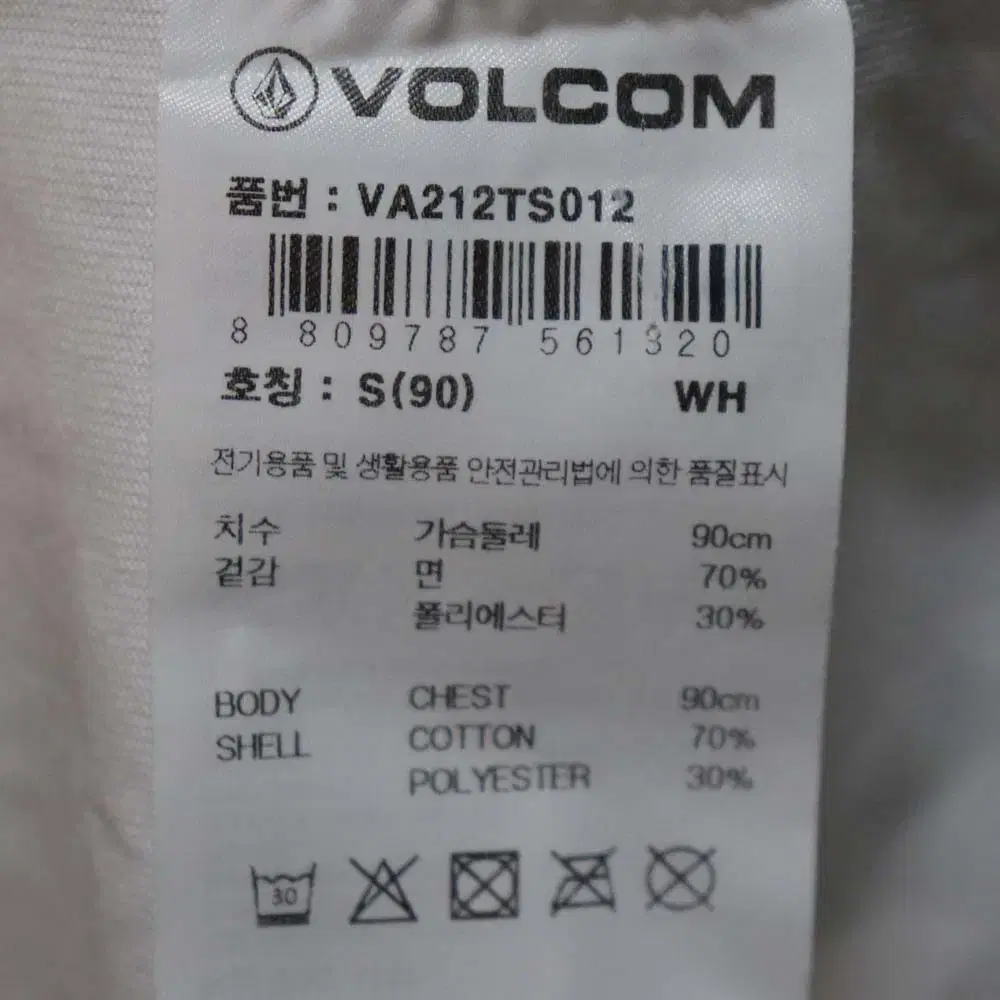 VOLCOM
품번 : VA212TS012
8 809787 561320
호칭 : S(90) WH
전기용품 및 생활용품 안전관리법에 의한 품질표시
치수 가슴둘레 90cm
겉감 면 70%
폴리에스터 30%
BODY CHEST 90cm
SHELL COTTON 70%
POLYESTER 30%
30